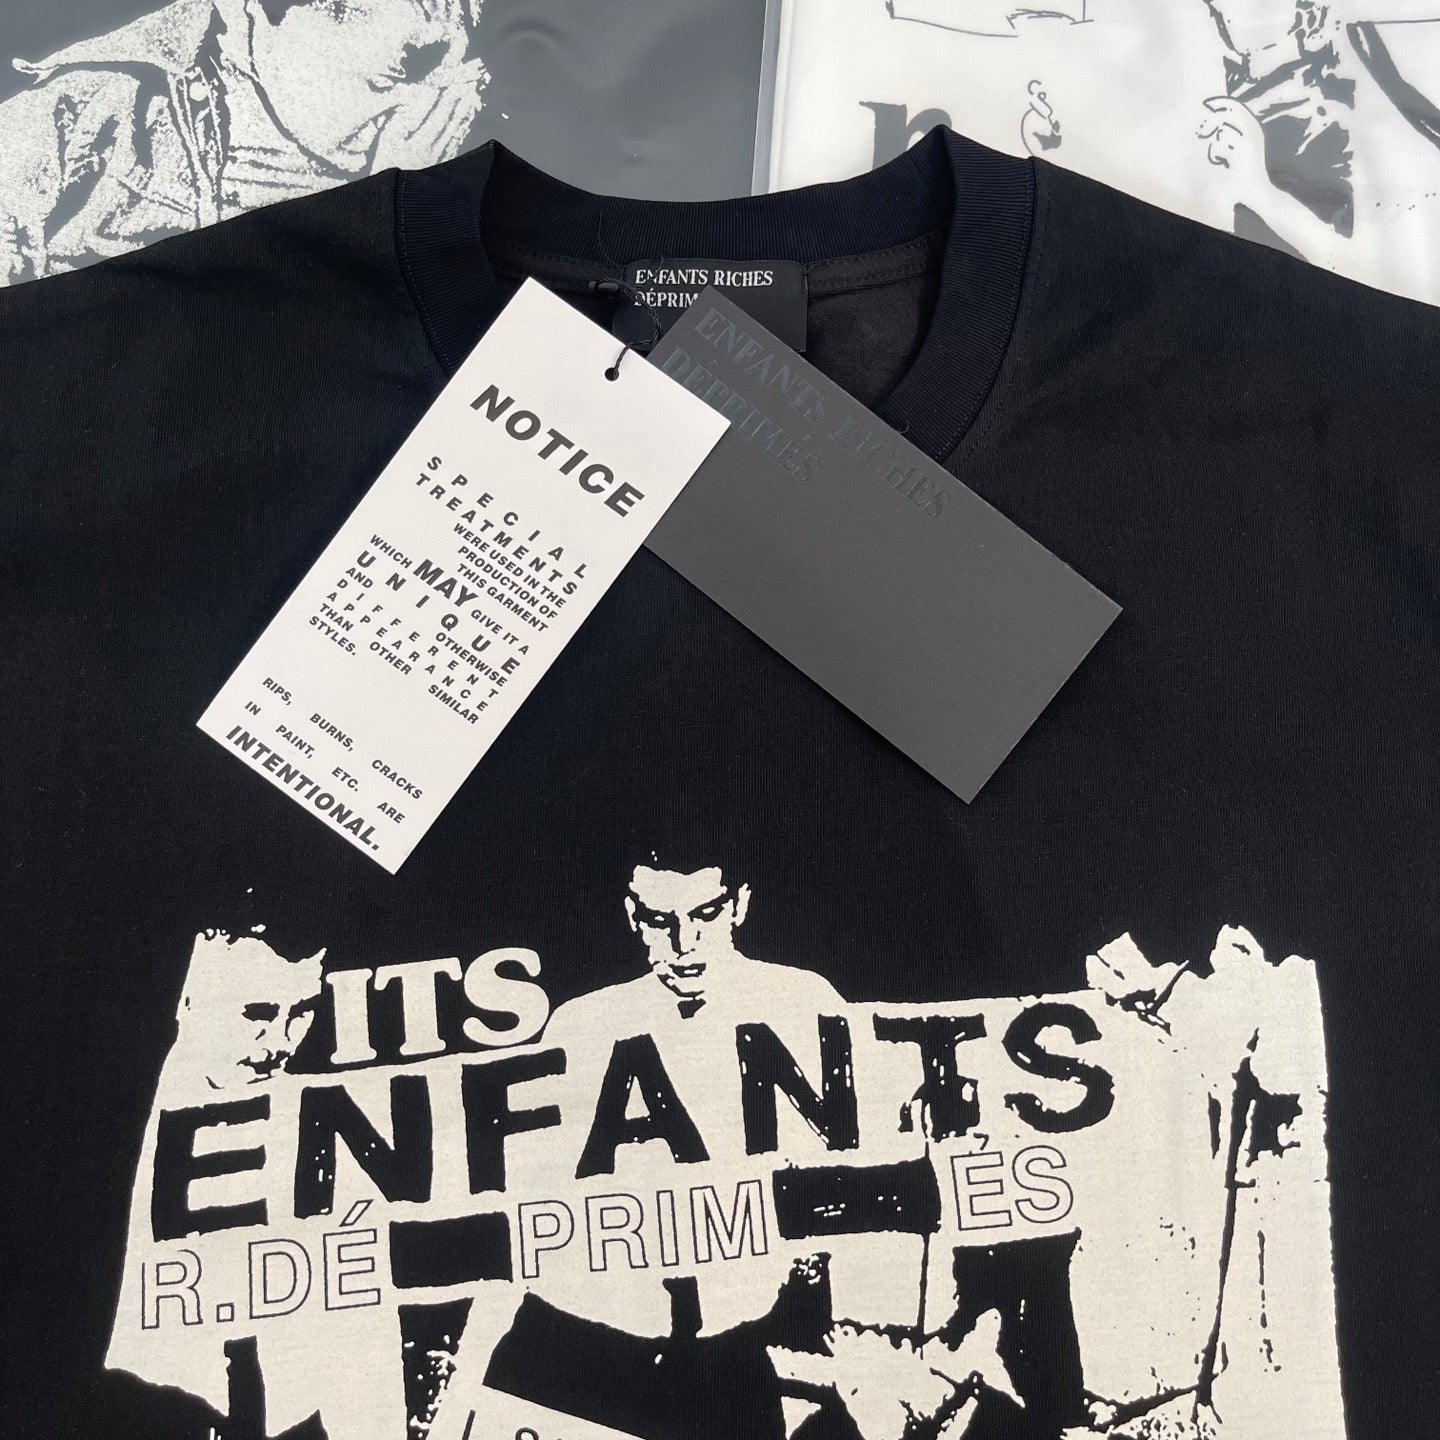 ENFANTS RICHES
DÉPRIM
ENFANTS RICHES
DÉPRIMÉS
NOTICE
SPECIAL
TREATMENTS
WERE USED IN THE
PRODUCTION OF
THIS GARMENT
WHICH MAY GIVE IT A
UNIQUE
AND OTHERWISE
DIFFERENT
APPEARANCE
THAN OTHER SIMILAR
STYLES.
RIPS, BURNS, CRACKS
IN PAINT, ETC. ARE
INTENTIONAL.
ITS
ENFANTS
R.DÉ PRIM ÉS